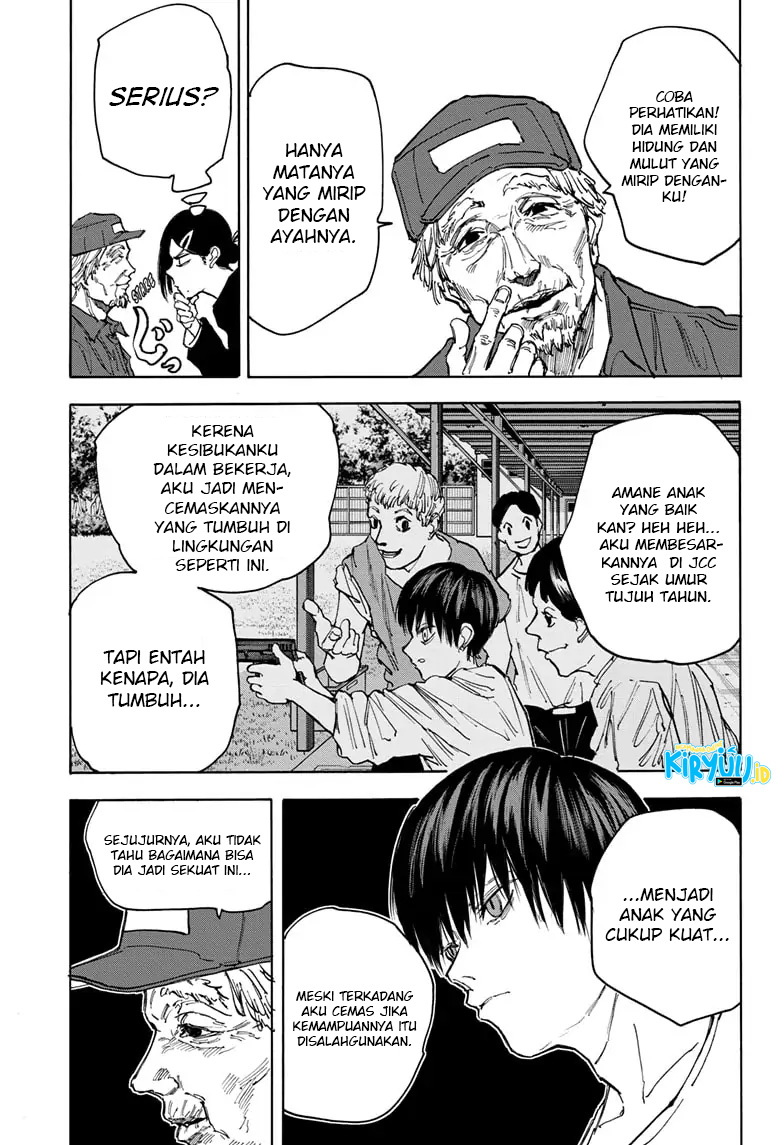 COBA
PERHATIKAN!
DIA MEMILIKI
HIDUNG DAN
MULUT YANG
MIRIP DENGAN-
KU!
HANYA
MATANYA
YANG MIRIP
DENGAN
AYAHNYA.
SERIUS?
AMANE ANAK
YANG BAIK
KAN? HEH HEH...
AKU MEMBESAR-
KANNYA DI JCC
SEJAK UMUR
TUJUH TAHUN.
KERENA
KESIBUKANKU
DALAM BEKERJA,
AKU JADI MEN-
CEMASKANNYA
YANG TUMBUH DI
LINGKUNGAN
SEPERTI INI.
TAPI ENTAH
KENAPA, DIA
TUMBUH...
KIRYUU.ID
...MENJADI
ANAK YANG
CUKUP KUAT...
MESKI TERKADANG
AKU CEMAS JIKA
KEMAMPUANNYA ITU
DISALAHGUNAKAN.
SEJUJURNYA, AKU TIDAK
TAHU BAGAIMANA BISA
DIA JADI SEKUAT INI...